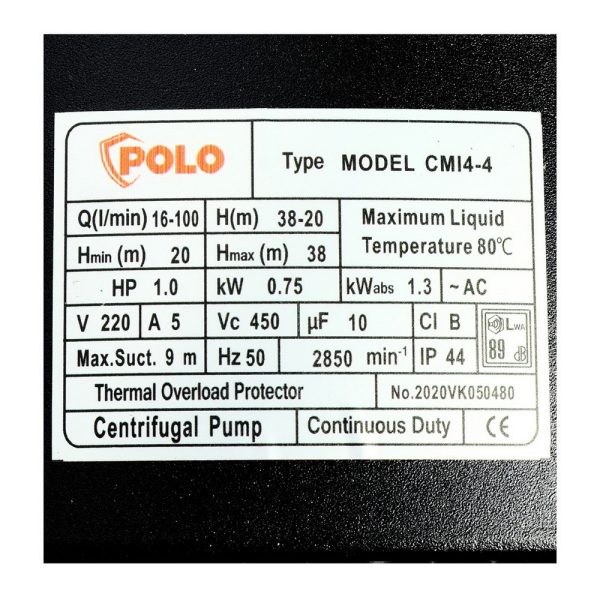 POLO
Type MODEL CMI4-4
Q(l/min) 16-100 H(m) 38-20 Maximum Liquid
Temperature 80℃
Hmin (m) 20 Hmax (m) 38
HP 1.0 kW 0.75 kWabs 1.3 ~AC
V 220 A 5 Vc 450 µF 10 Cl B LWA
89 dB
Max.Suct. 9 m Hz 50 2850 min-1 IP 44
Thermal Overload Protector No.2020VK050480
Centrifugal Pump Continuous Duty CE